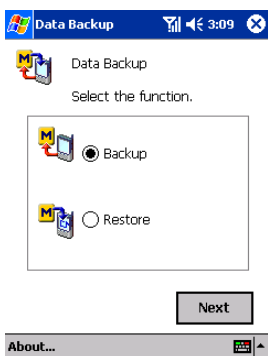 Data Backup 3:09
Data Backup
Select the function.
M
M
Backup
M
Restore
Next
About...